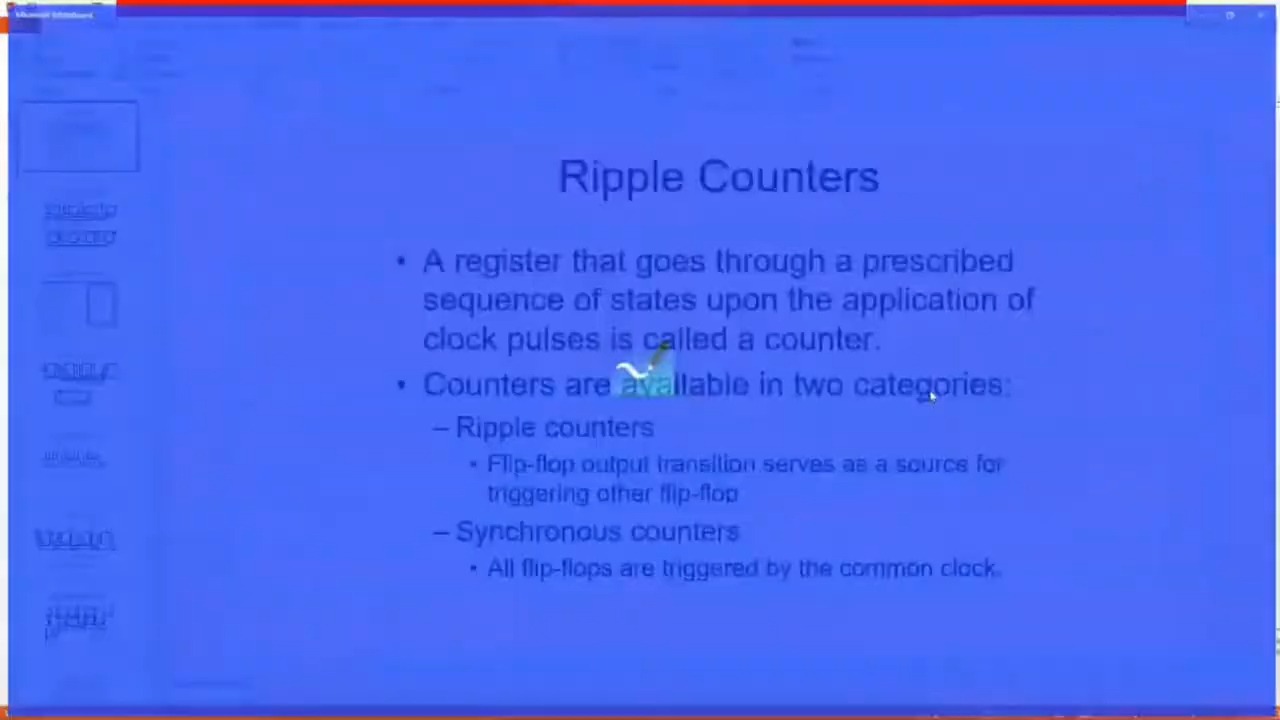 Microsoft Whiteboard
Ripple Counters
• A register that goes through a prescribed
sequence of states upon the application of
clock pulses is called a counter.
• Counters are available in two categories:
– Ripple counters
• Flip-flop output transition serves as a source for
triggering other flip-flop
– Synchronous counters
• All flip-flops are triggered by the common clock.